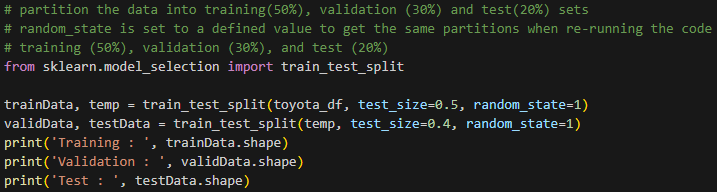 # partition the data into training(50%), validation (30%) and test(20%) sets
# random_state is set to a defined value to get the same partitions when re-running the code
# training (50%), validation (30%), and test (20%)
from sklearn.model_selection import train_test_split
trainData, temp = train_test_split(toyota_df, test_size=0.5, random_state=1)
validData, testData = train_test_split(temp, test_size=0.4, random_state=1)
print('Training : ', trainData.shape)
print('Validation : ', validData.shape)
print('Test : ', testData.shape)